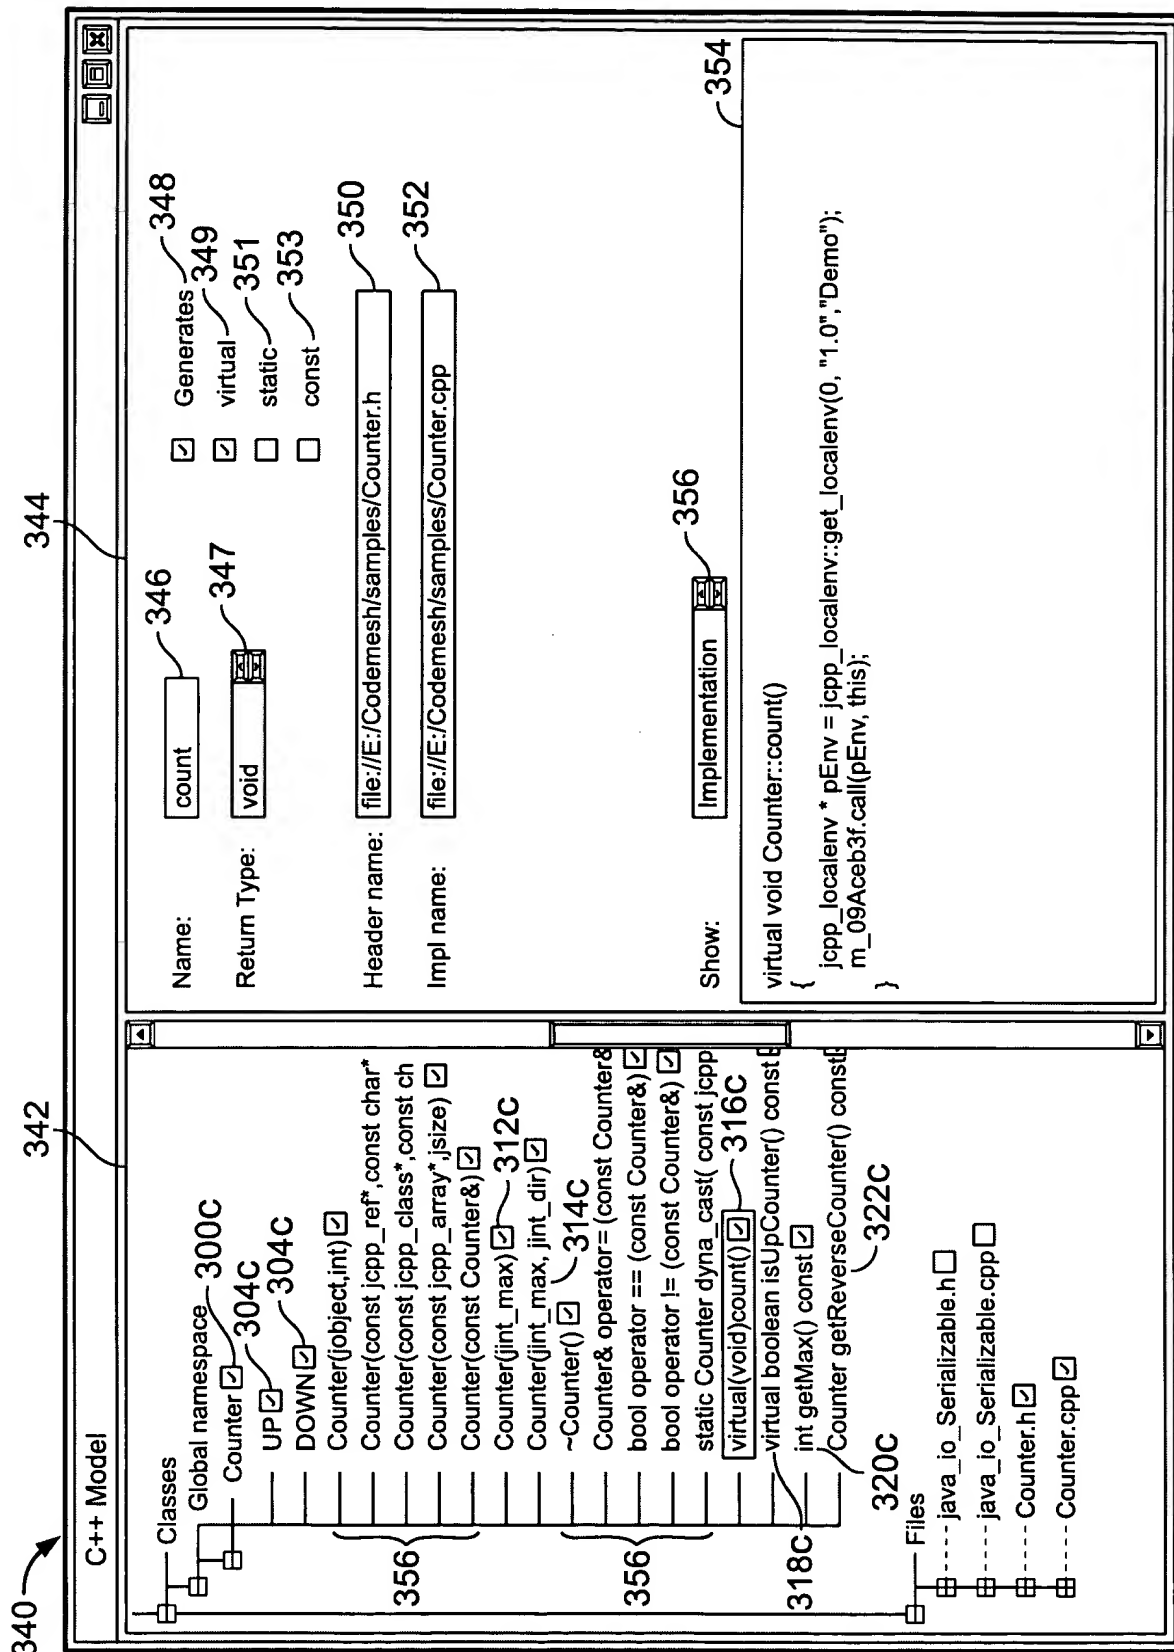 340
342
344
C++ Model
Classes
Global namespace
300C
Counter
304C
UP
304C
DOWN
Counter(jobject,int)
Counter(const jcpp_ref*,const char*
Counter(const jcpp_class*,const ch
Counter(const jcpp_array*,jsize)
Counter(const Counter&)
356
Counter(jint_max)
312C
Counter(jint_max, jint_dir)
314C
~Counter()
Counter& operator= (const Counter&
bool operator == (const Counter&)
bool operator != (const Counter&)
static Counter dyna_cast( const jcpp
356
virtual(void)count()
316C
virtual boolean isUpCounter() const
318C
int getMax() const
320C
Counter getReverseCounter() const
322C
Files
java_io_Serializable.h
java_io_Serializable.cpp
Counter.h
Counter.cpp
Name:
count
346
Generates
348
virtual
349
static
351
const
353
Return Type:
void
347
Header name:
file://E:/Codemesh/samples/Counter.h
350
Impl name:
file://E:/Codemesh/samples/Counter.cpp
352
Show:
Implementation
356
354
virtual void Counter::count()
{
jcpp_localenv * pEnv = jcpp_localenv::get_localenv(0, "1.0","Demo");
m_09Aceb3f.call(pEnv, this);
}